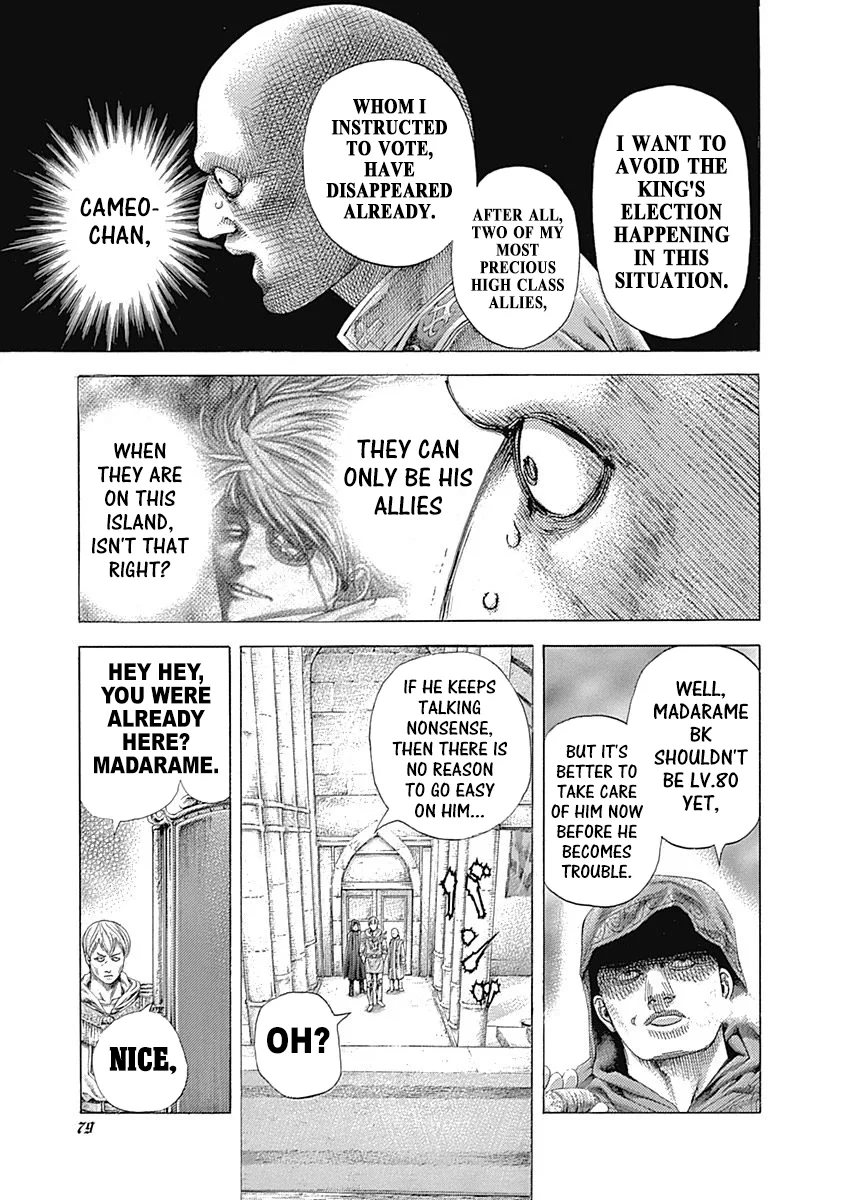 I WANT TO
AVOID THE
KING'S
ELECTION
HAPPENING
IN THIS
SITUATION.
AFTER ALL,
TWO OF MY
MOST
PRECIOUS
HIGH CLASS
ALLIES,
WHOM I
INSTRUCTED
TO VOTE,
HAVE
DISAPPEARED
ALREADY.
CAMEO-
CHAN,
THEY CAN
ONLY BE HIS
ALLIES
WHEN
THEY ARE
ON THIS
ISLAND,
ISN'T THAT
RIGHT?
WELL,
MADARAME
BK
SHOULDN'T
BE LV.80
YET,
BUT IT'S
BETTER TO
TAKE CARE
OF HIM NOW
BEFORE HE
BECOMES
TROUBLE.
IF HE KEEPS
TALKING
NONSENSE,
THEN THERE IS
NO REASON
TO GO EASY
ON HIM...
OH?
HEY HEY,
YOU WERE
ALREADY
HERE?
MADARAME.
NICE,
79